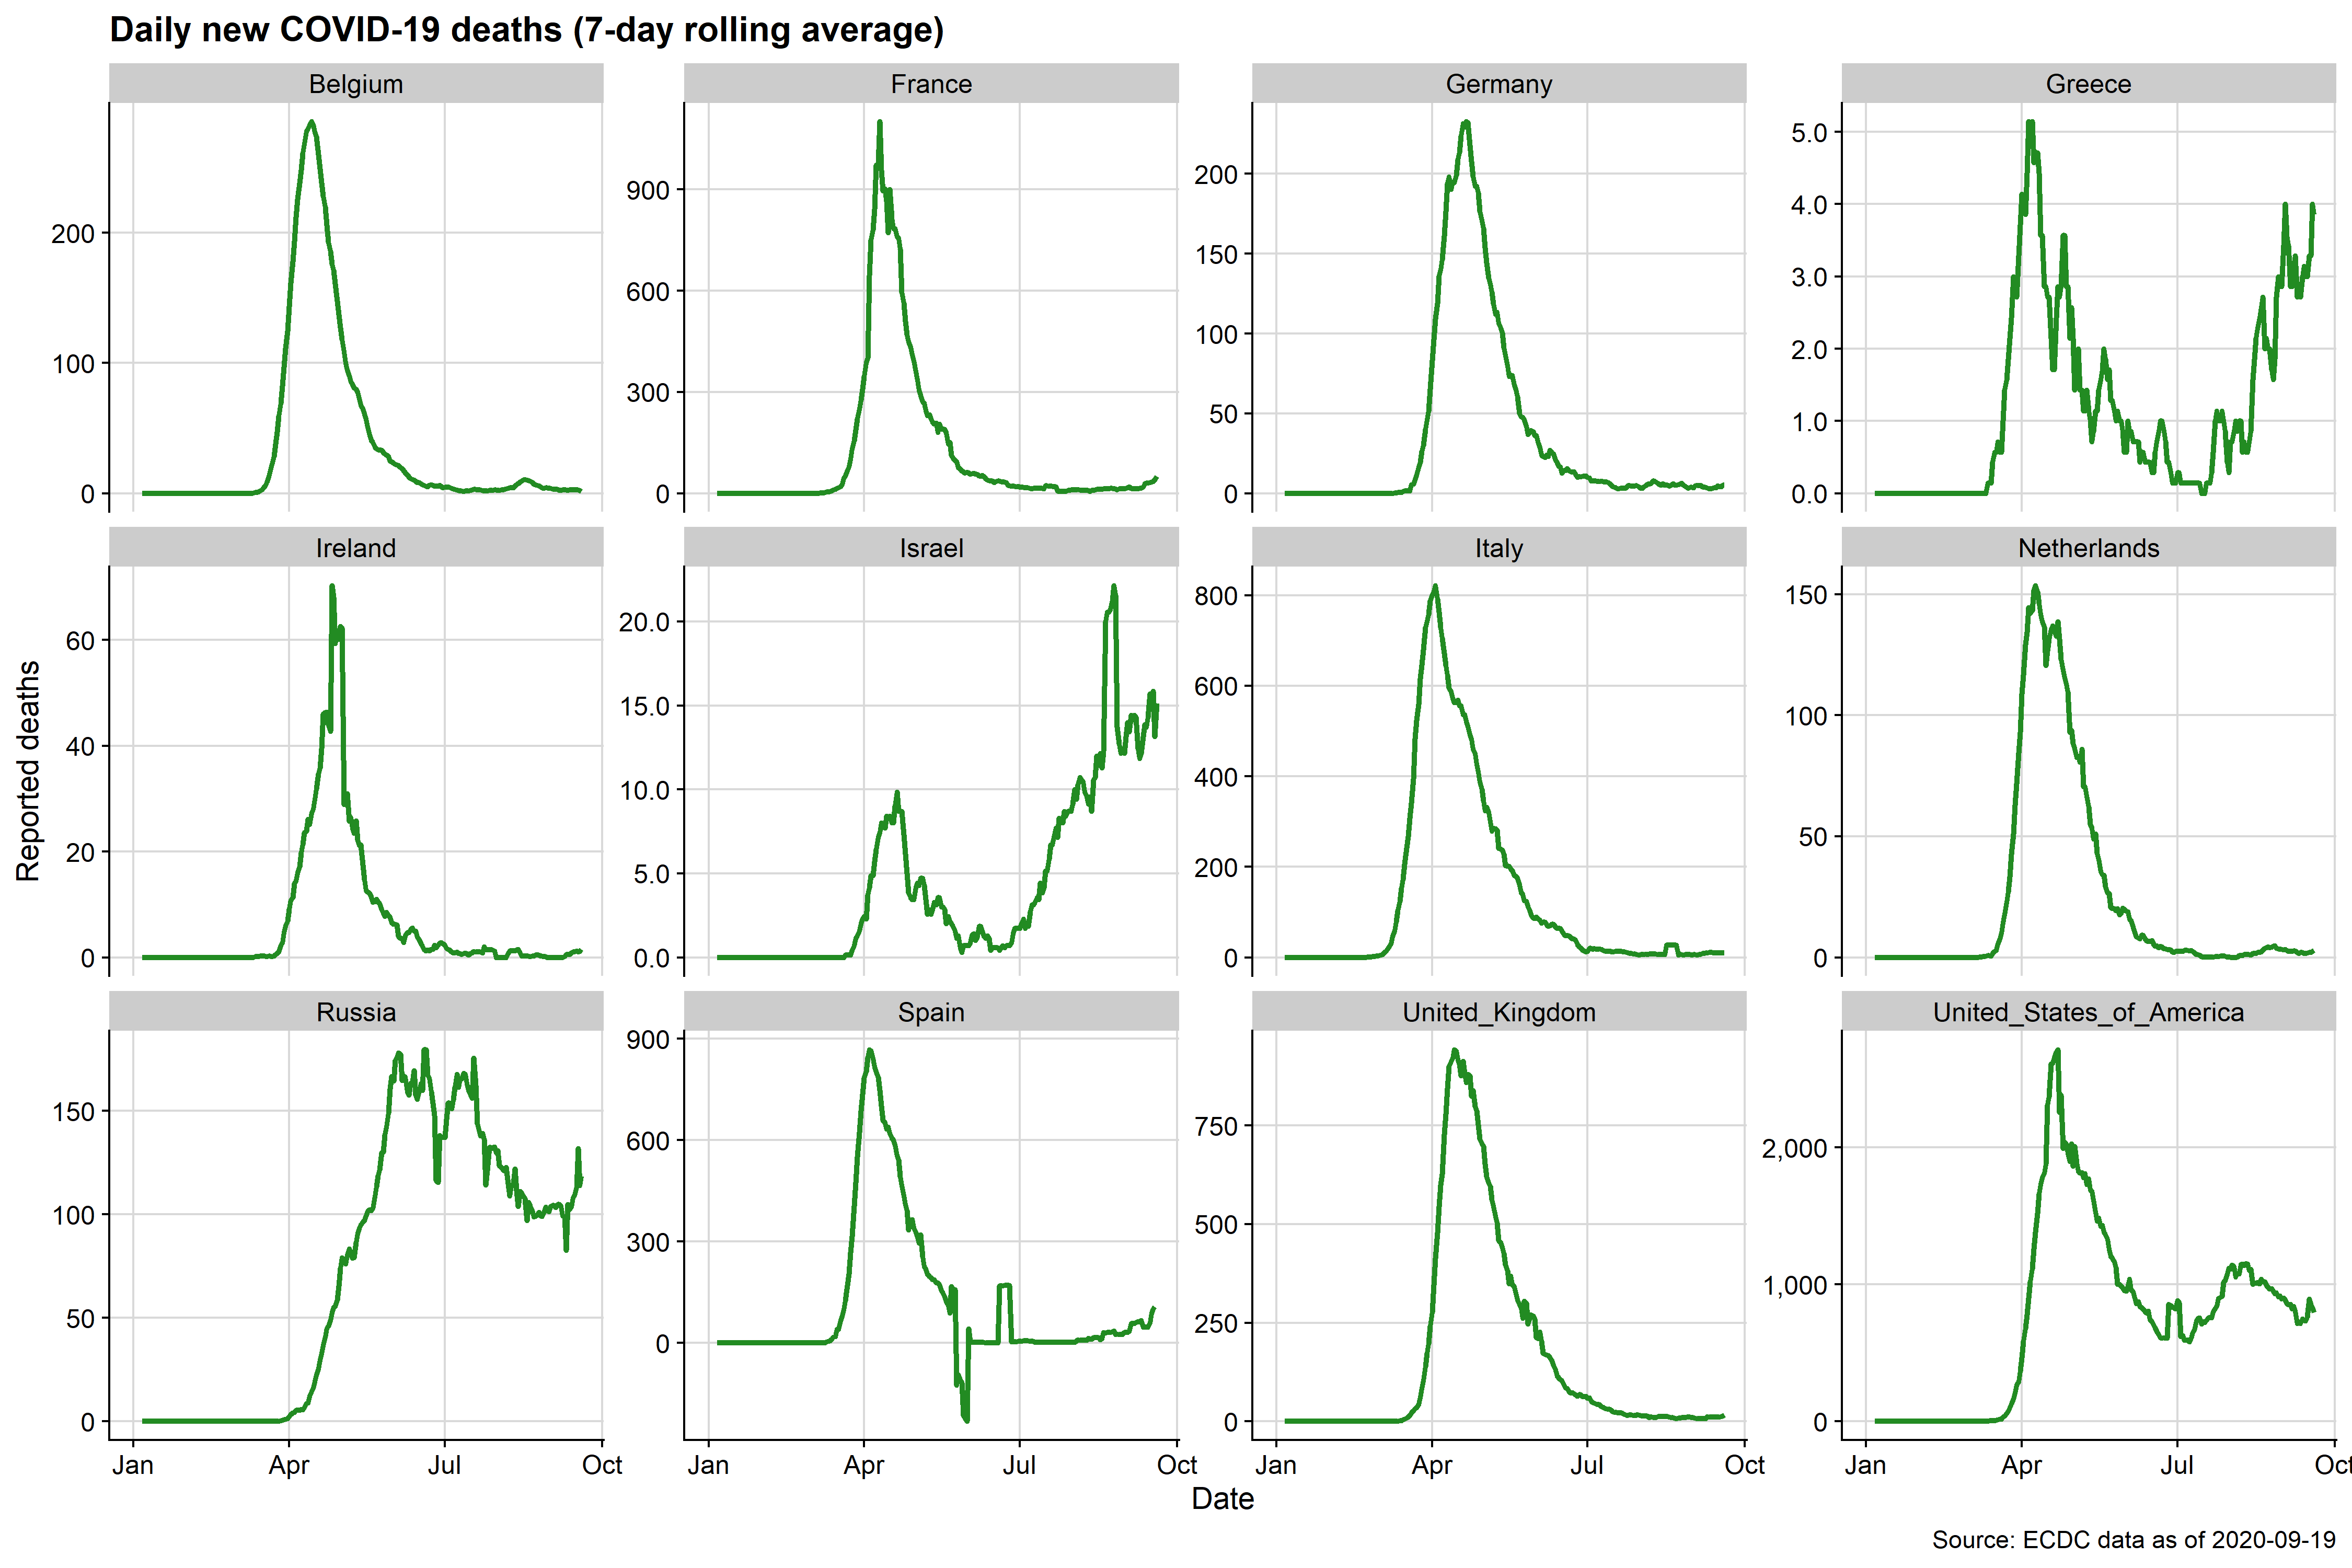 Daily new COVID-19 deaths (7-day rolling average)
Belgium
France
Germany
Greece
200
100
0
900
600
300
0
200
150
100
50
0
5.0
4.0
3.0
2.0
1.0
0.0
Ireland
Israel
Italy
Netherlands
60
40
20
0
20.0
15.0
10.0
5.0
0.0
800
600
400
200
0
150
100
50
0
Russia
Spain
United_Kingdom
United_States_of_America
150
100
50
0
900
600
300
0
750
500
250
0
2,000
1,000
0
Jan Apr Jul Oct
Jan Apr Jul Oct
Jan Apr Jul Oct
Jan Apr Jul Oct
Reported deaths
Date
Source: ECDC data as of 2020-09-19